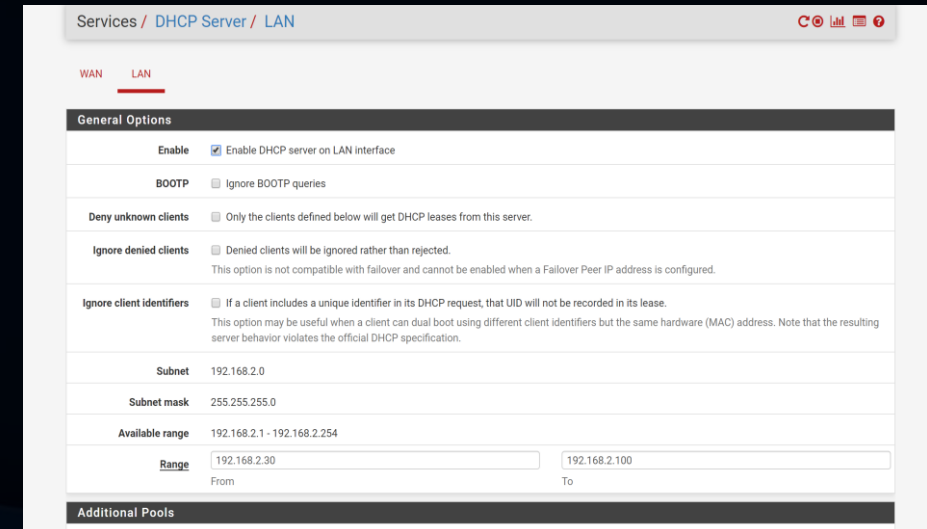 Services / DHCP Server / LAN
WAN LAN
General Options
Enable Enable DHCP server on LAN interface
BOOTP Ignore BOOTP queries
Deny unknown clients Only the clients defined below will get DHCP leases from this server.
Ignore denied clients Denied clients will be ignored rather than rejected.
This option is not compatible with failover and cannot be enabled when a Failover Peer IP address is configured.
Ignore client identifiers If a client includes a unique identifier in its DHCP request, that UID will not be recorded in its lease.
This option may be useful when a client can dual boot using different client identifiers but the same hardware (MAC) address. Note that the resulting
server behavior violates the official DHCP specification.
Subnet 192.168.2.0
Subnet mask 255.255.255.0
Available range 192.168.2.1 - 192.168.2.254
Range 192.168.2.30 192.168.2.100
From To
Additional Pools